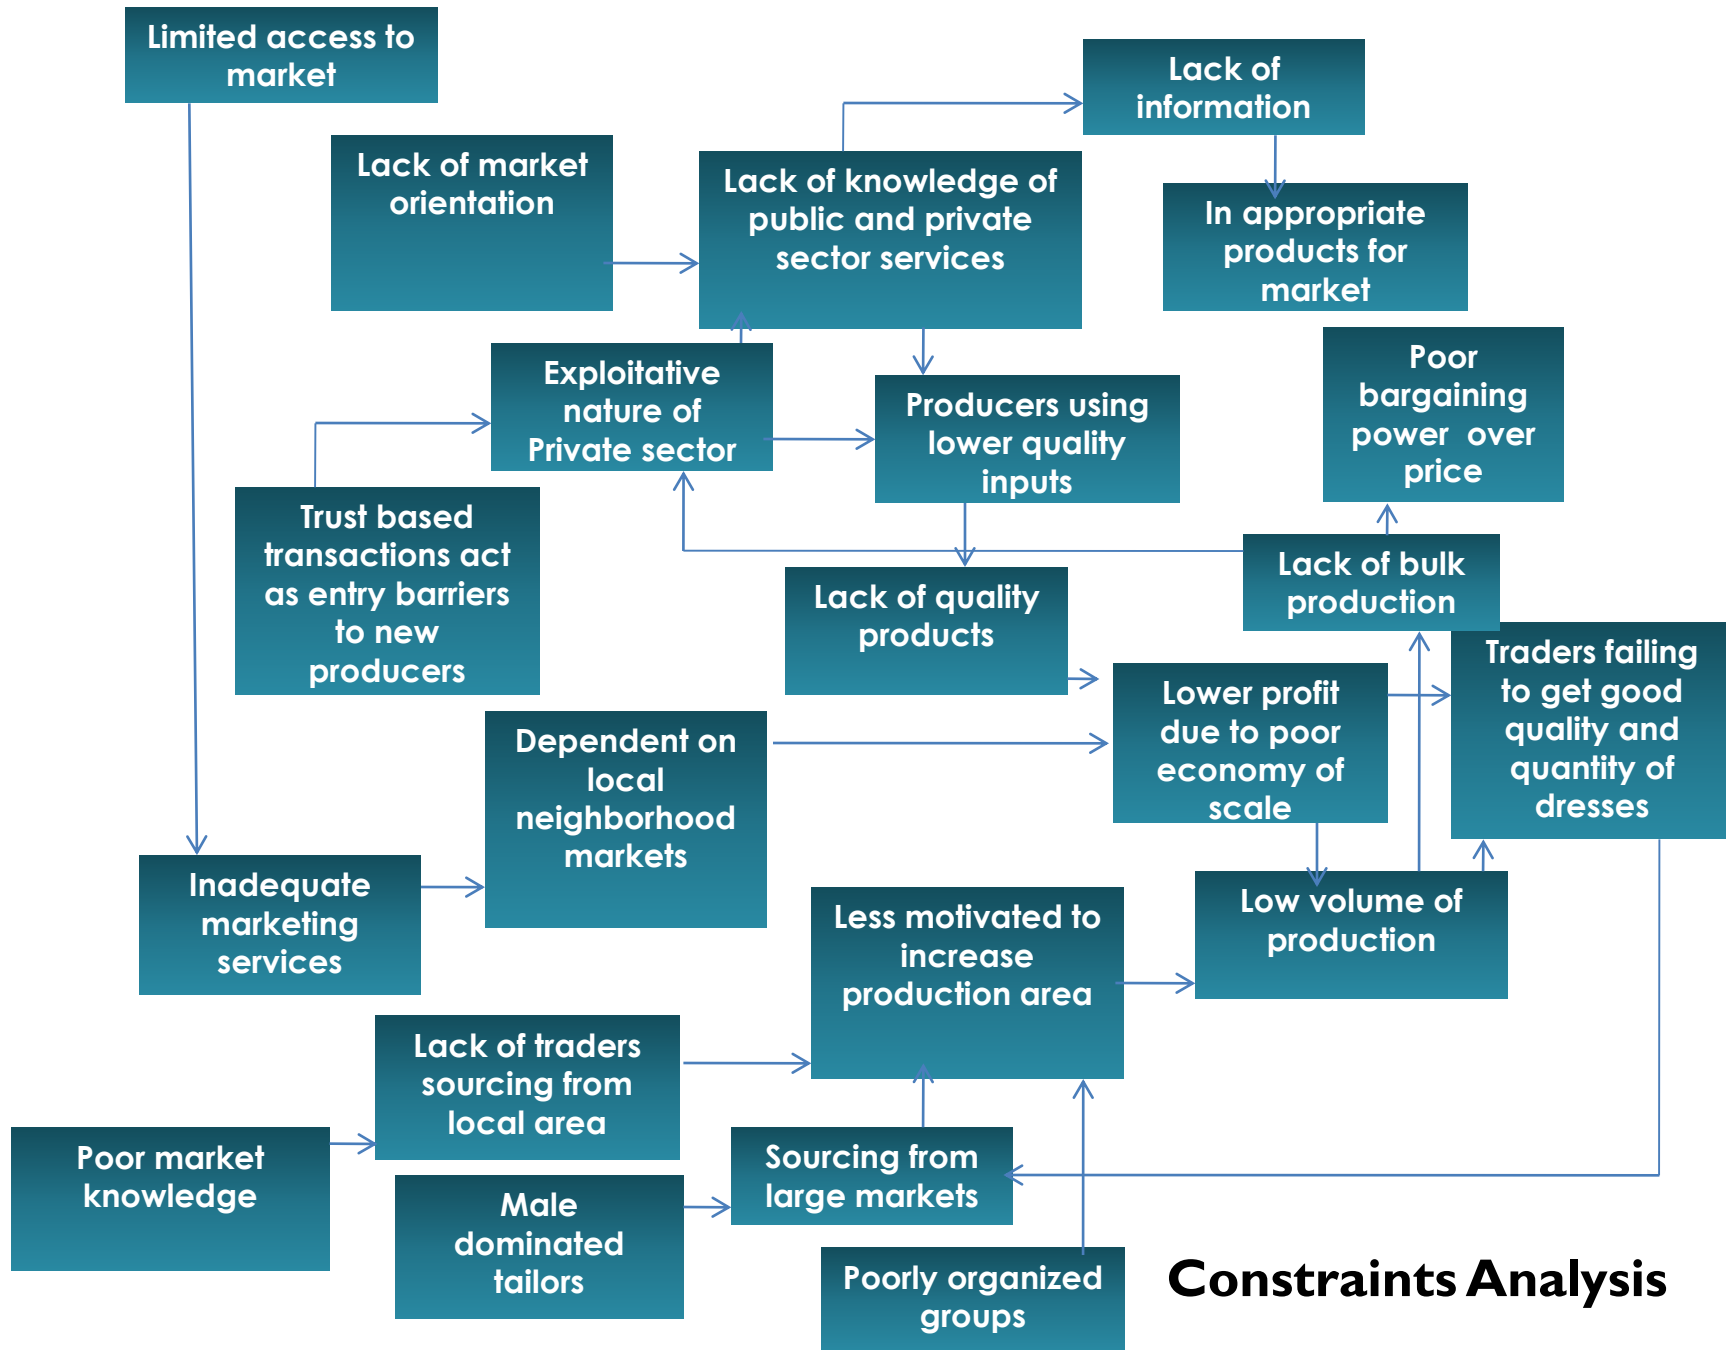 Limited access to
market
Lack of
information
Lack of market
orientation
Lack of knowledge of
public and private
sector services
In appropriate
products for
market
Exploitative
nature of
Private sector
Producers using
lower quality
inputs
Poor
bargaining
power over
price
Trust based
transactions act
as entry barriers
to new
producers
Lack of quality
products
Lack of bulk
production
Traders failing
to get good
quality and
quantity of
dresses
Lower profit
due to poor
economy of
scale
Dependent on
local
neighborhood
markets
Inadequate
marketing
services
Less motivated to
increase
production area
Low volume of
production
Lack of traders
sourcing from
local area
Poor market
knowledge
Sourcing from
large markets
Male
dominated
tailors
Poorly organized
groups
Constraints Analysis